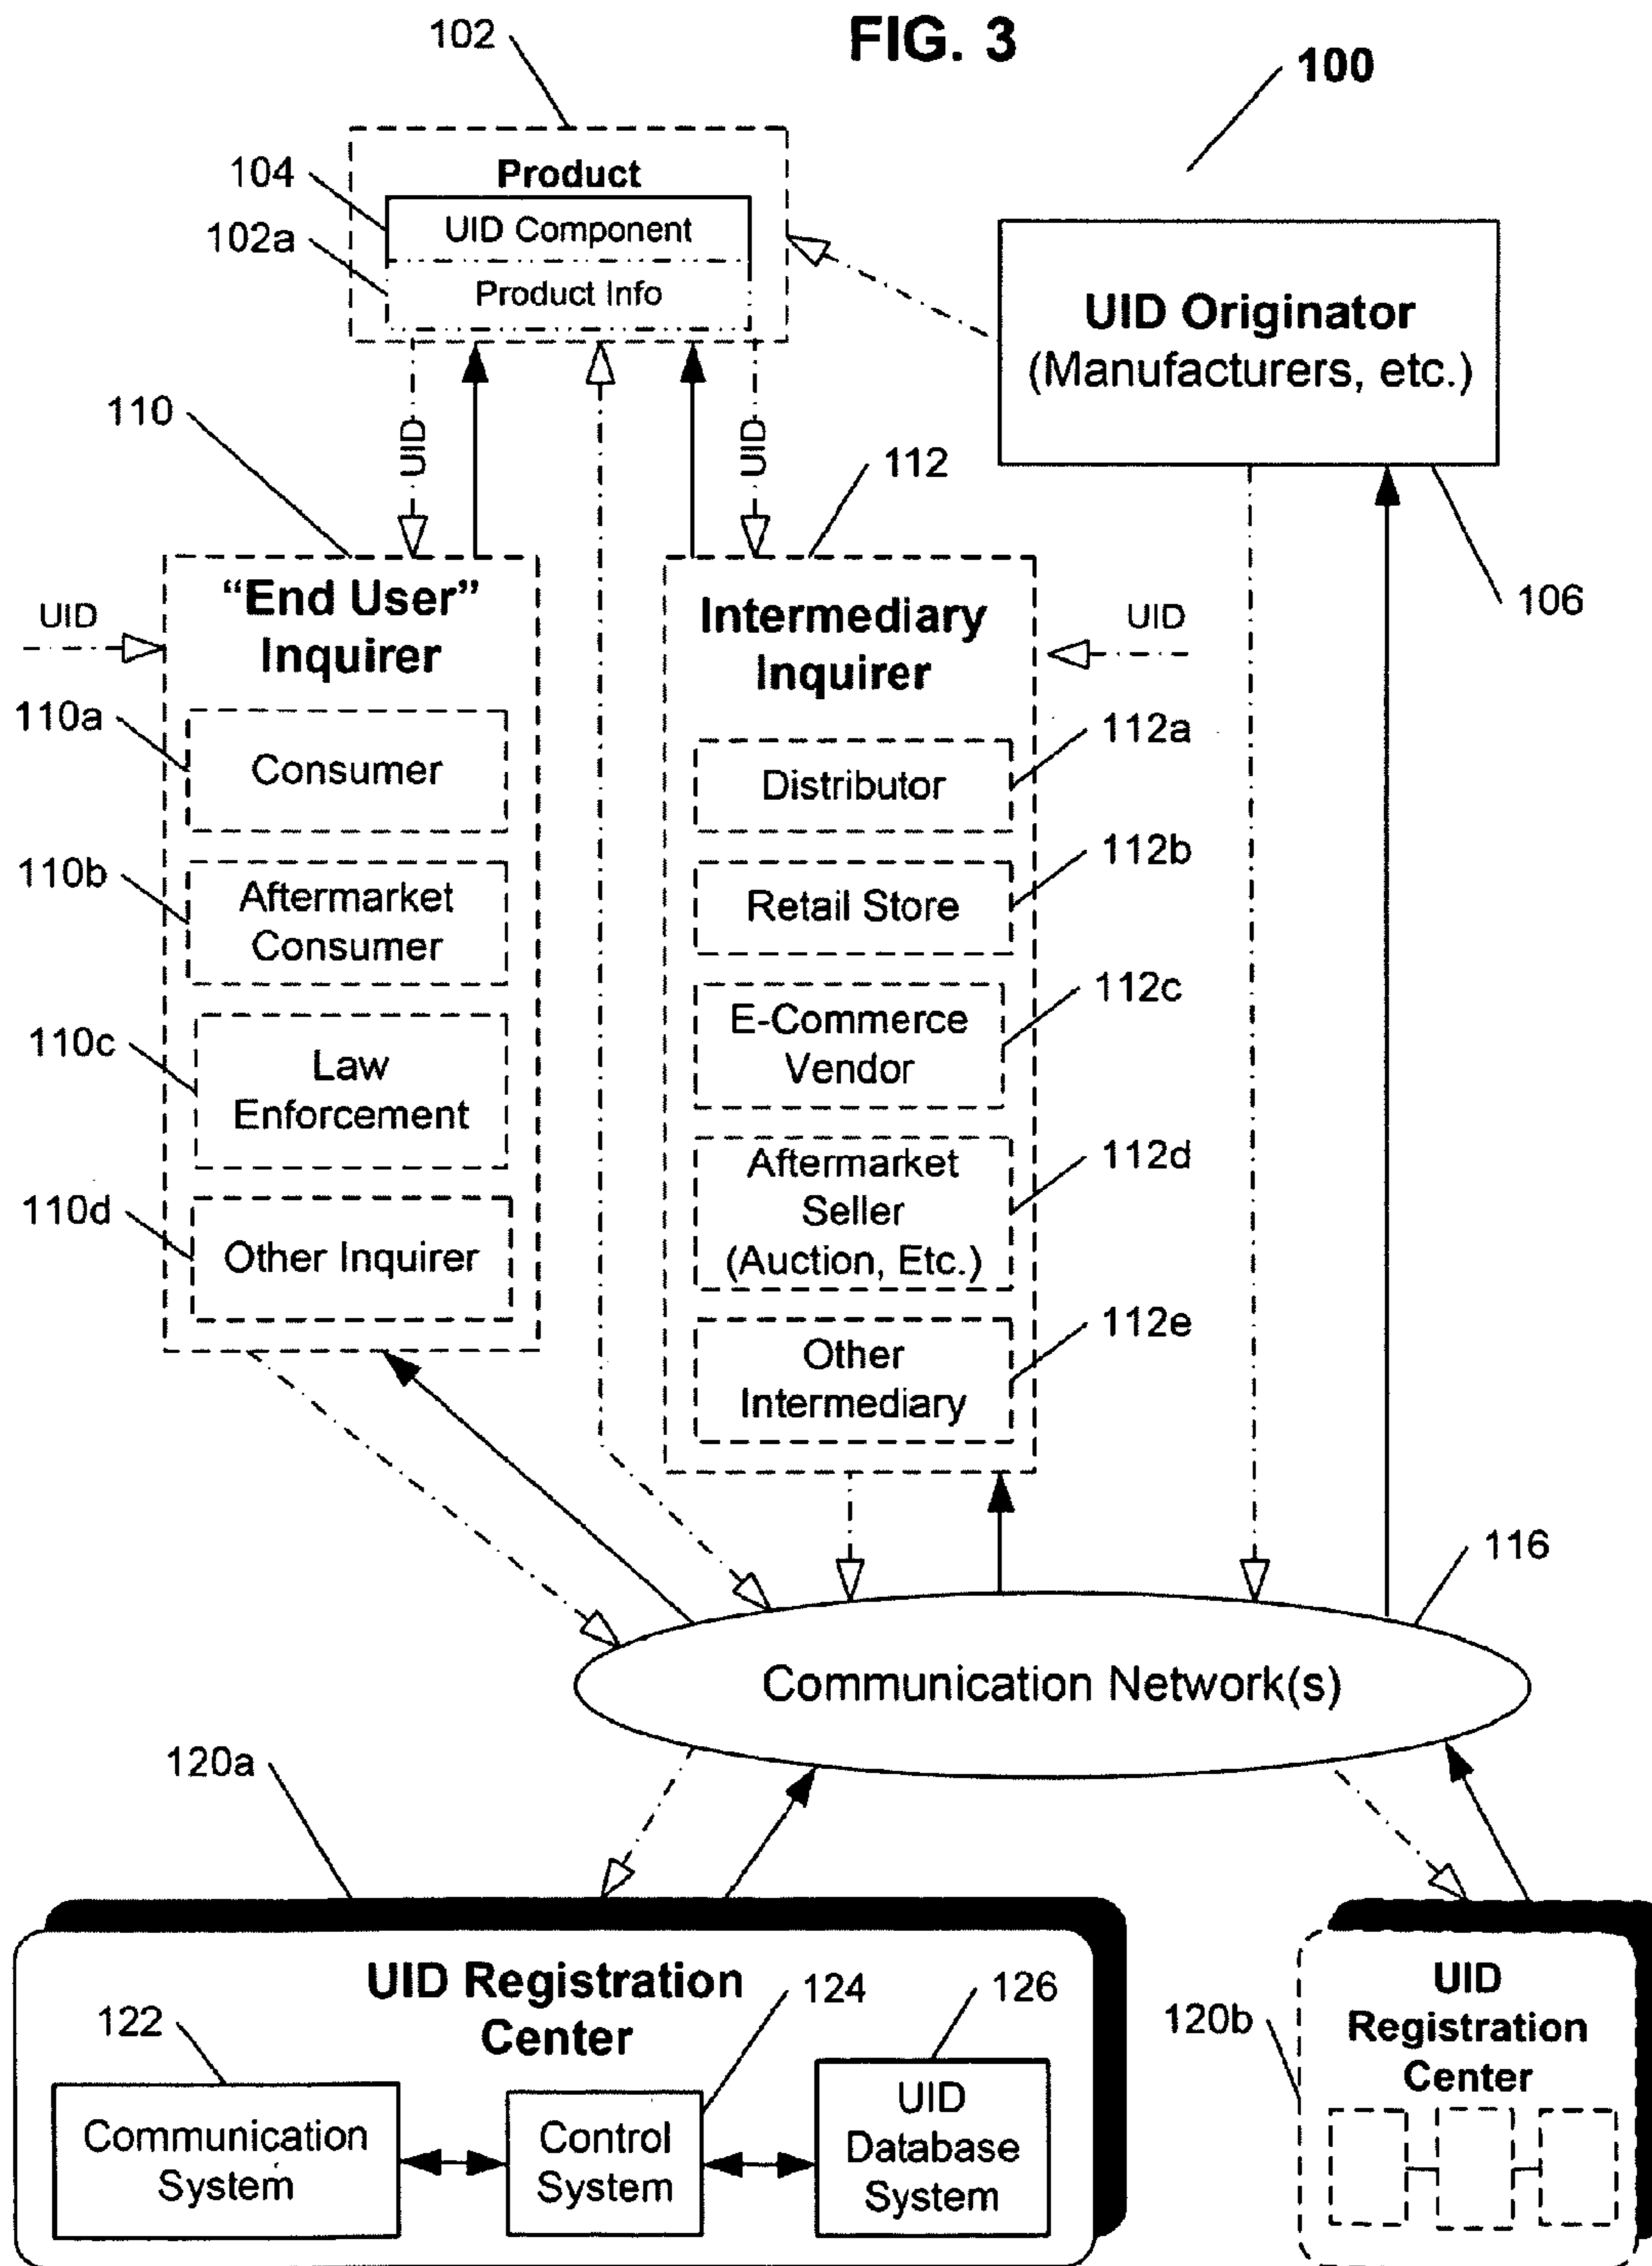 FIG. 3
102
100
Product
104
UID Component
102a
Product Info
UID Originator
(Manufacturers, etc.)
110
UID
UID
112
106
UID
“End User”
Inquirer
Intermediary
Inquirer
UID
110a
Consumer
112a
Distributor
110b
Aftermarket
Consumer
112b
Retail Store
110c
Law
Enforcement
112c
E-Commerce
Vendor
110d
Other Inquirer
112d
Aftermarket
Seller
(Auction, Etc.)
112e
Other
Intermediary
116
Communication Network(s)
120a
UID Registration
Center
122
124
126
Communication
System
Control
System
UID
Database
System
120b
UID
Registration
Center